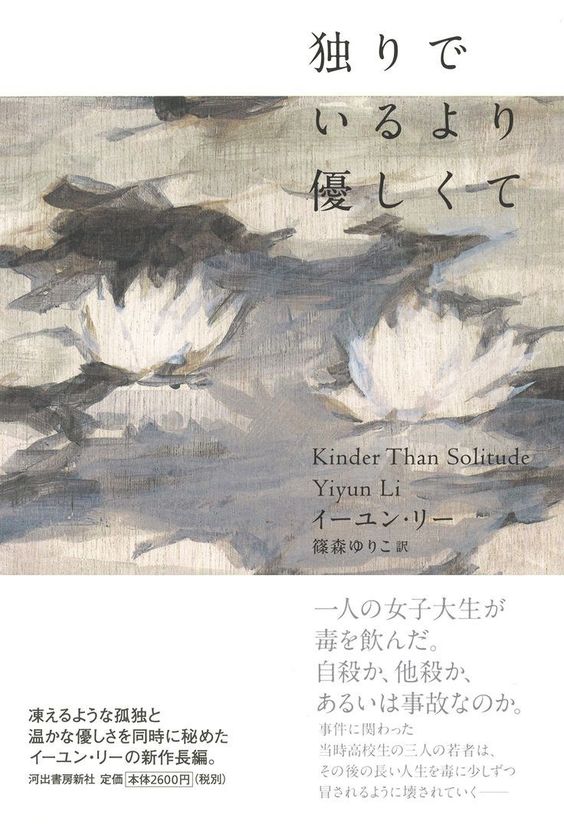 独りで
いるより
優しくて
Kinder Than Solitude
Yiyun Li
イーユン・リー
篠森ゆりこ 訳
一人の女子大生が
毒を飲んだ。
自殺か、他殺か、
あるいは事故なのか。
事件に関わった
当時高校生の三人の若者は、
その後の長い人生を毒に少しずつ
冒されるように壊されていく――
凍えるような孤独と
温かな優しさを同時に秘めた
イーユン・リーの新作長編。
河出書房新社 定価 本体2600円(税別)